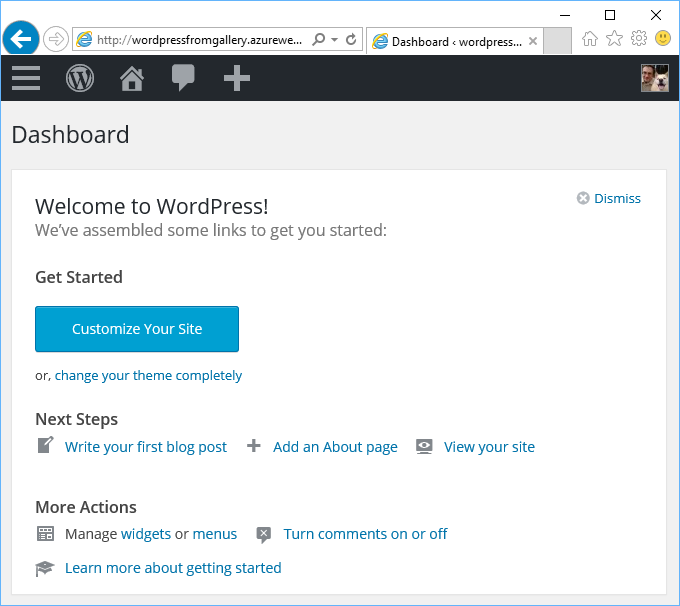 http://wordpressfromgallery.azurewe...
Dashboard ‹ wordpress...
Dashboard
Welcome to WordPress!
Dismiss
We've assembled some links to get you started:
Get Started
Customize Your Site
or, change your theme completely
Next Steps
Write your first blog post Add an About page View your site
More Actions
Manage widgets or menus Turn comments on or off
Learn more about getting started